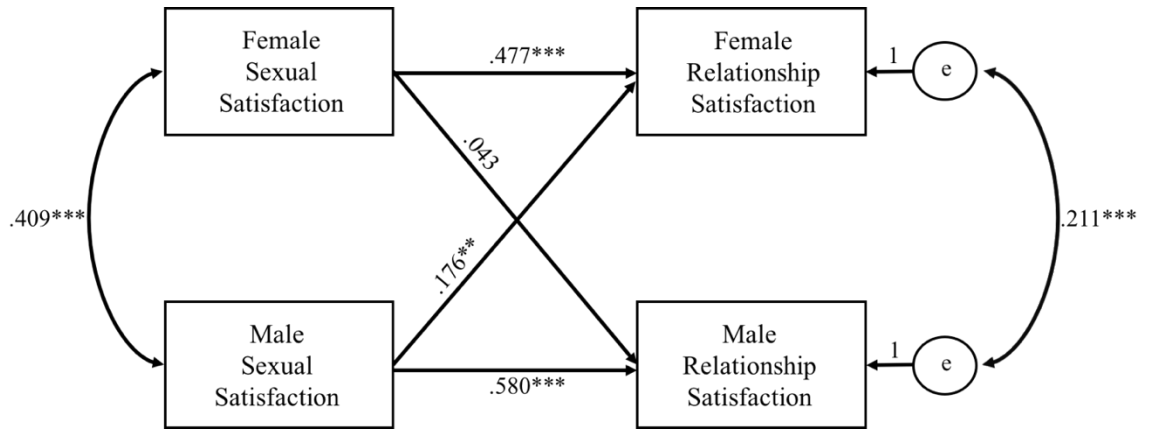 Female
Sexual
Satisfaction
.477***
Female
Relationship
Satisfaction
1
e
.043
.409***
.211***
.176**
Male
Sexual
Satisfaction
.580***
Male
Relationship
Satisfaction
1
e